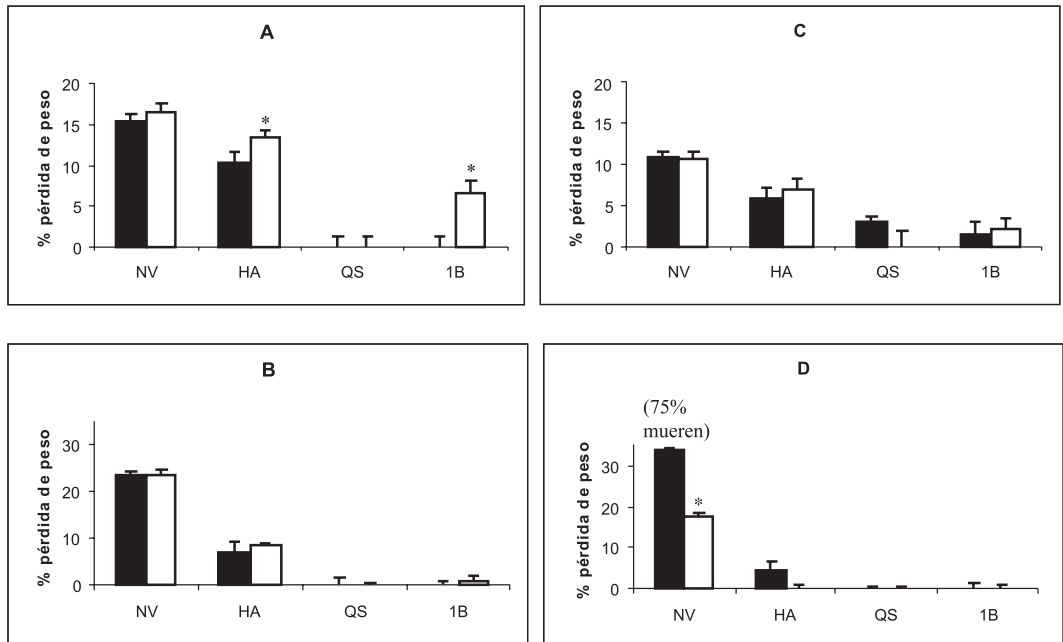 A
% pérdida de peso
20
15
10
5
0
*
*
NV HA QS 1B
C
% pérdida de peso
20
15
10
5
0
NV HA QS 1B
B
% pérdida de peso
30
20
10
0
NV HA QS 1B
D
(75%
mueren)
% pérdida de peso
30
20
10
0
*
NV HA QS 1B